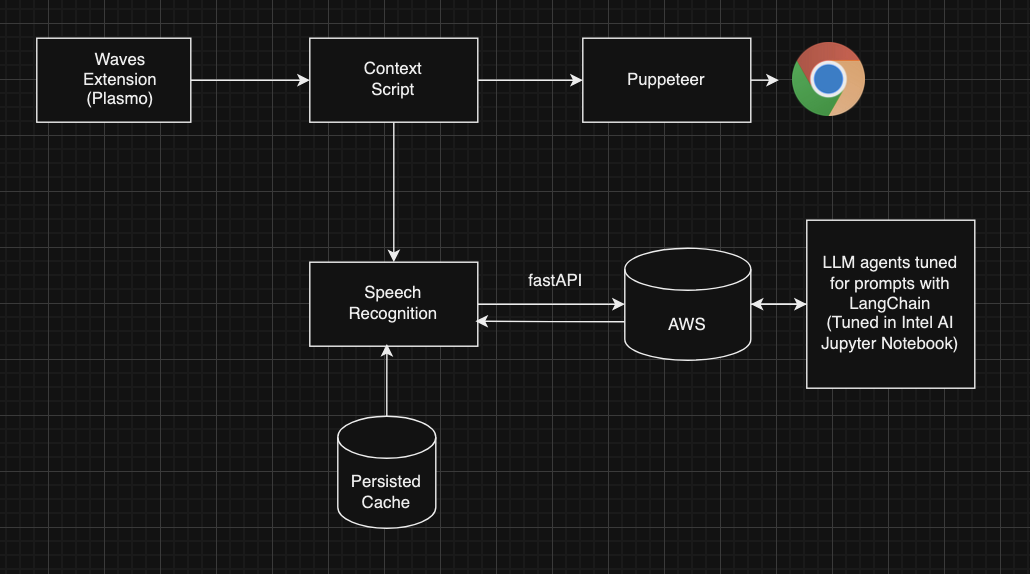 Waves
Extension
(Plasmo)
Context
Script
Puppeteer
Speech
Recognition
fastAPI
AWS
LLM agents tuned
for prompts with
LangChain
(Tuned in Intel AI
Jupyter Notebook)
Persisted
Cache